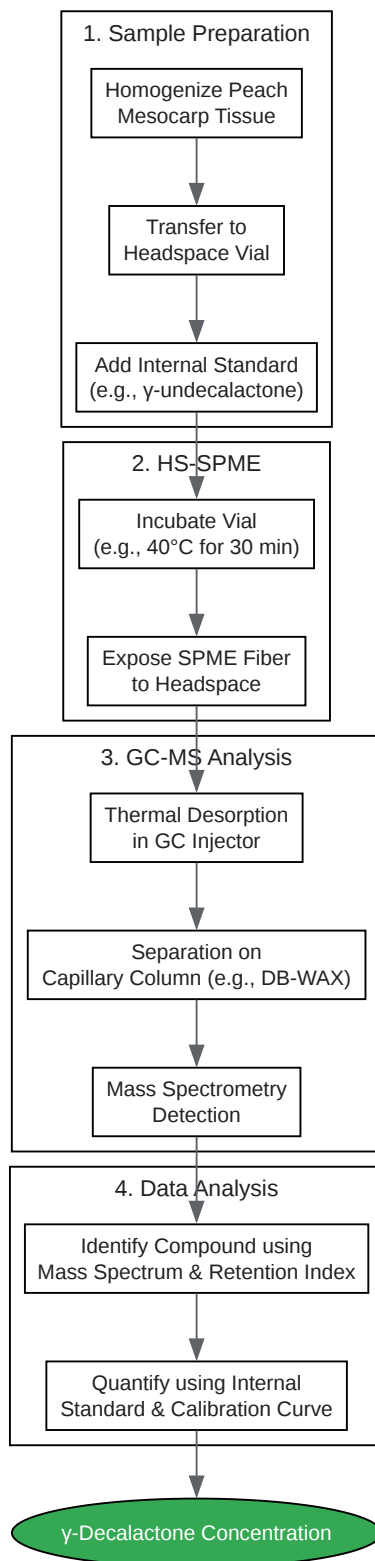 1. Sample Preparation
Homogenize Peach
Mesocarp Tissue
Transfer to
Headspace Vial
Add Internal Standard
(e.g., γ-undecalactone)
2. HS-SPME
Incubate Vial
(e.g., 40°C for 30 min)
Expose SPME Fiber
to Headspace
3. GC-MS Analysis
Thermal Desorption
in GC Injector
Separation on
Capillary Column (e.g., DB-WAX)
Mass Spectrometry
Detection
4. Data Analysis
Identify Compound using
Mass Spectrum & Retention Index
Quantify using Internal
Standard & Calibration Curve
γ-Decalactone Concentration